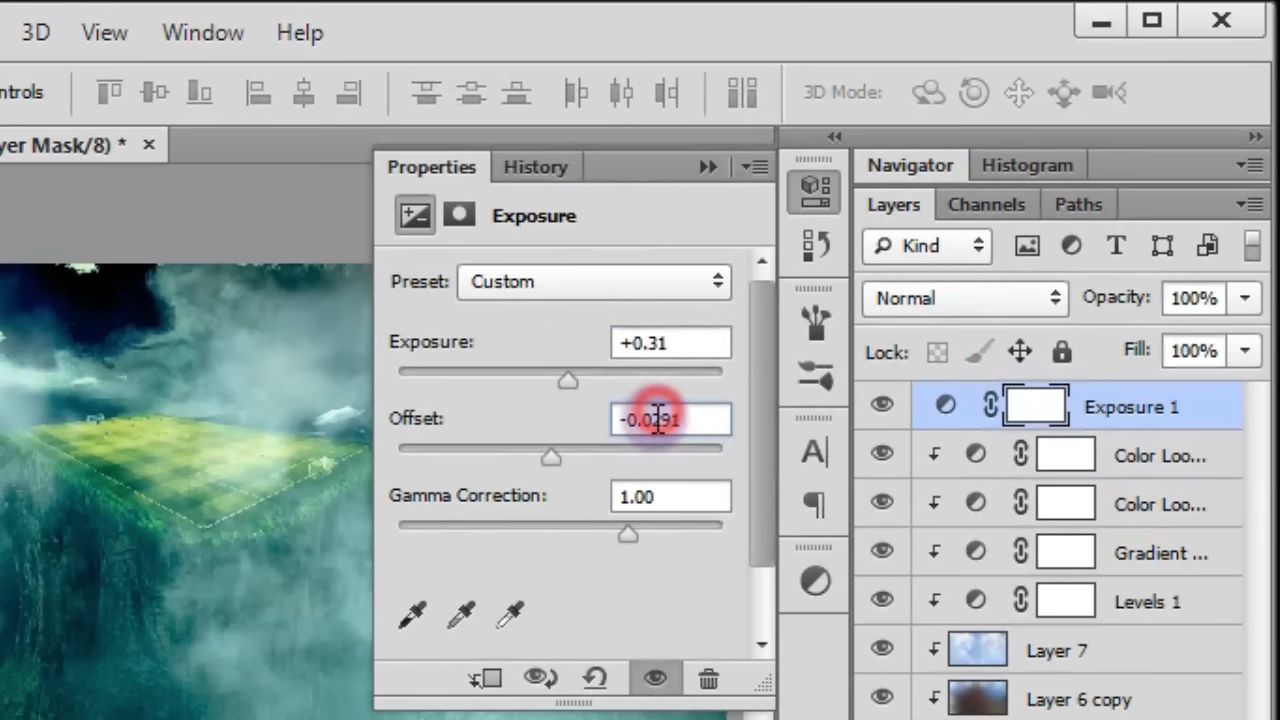 3D View Window Help
ntrols
3D Mode:
yer Mask/8) * ×
Properties History
Navigator Histogram
Exposure
Layers Channels Paths
Kind
Preset: Custom
Normal Opacity: 100%
Exposure: +0.31
Lock: Fill: 100%
Offset: -0.0291
Exposure 1
Color Loo...
Gamma Correction: 1.00
Color Loo...
Gradient ...
Levels 1
Layer 7
Layer 6 copy